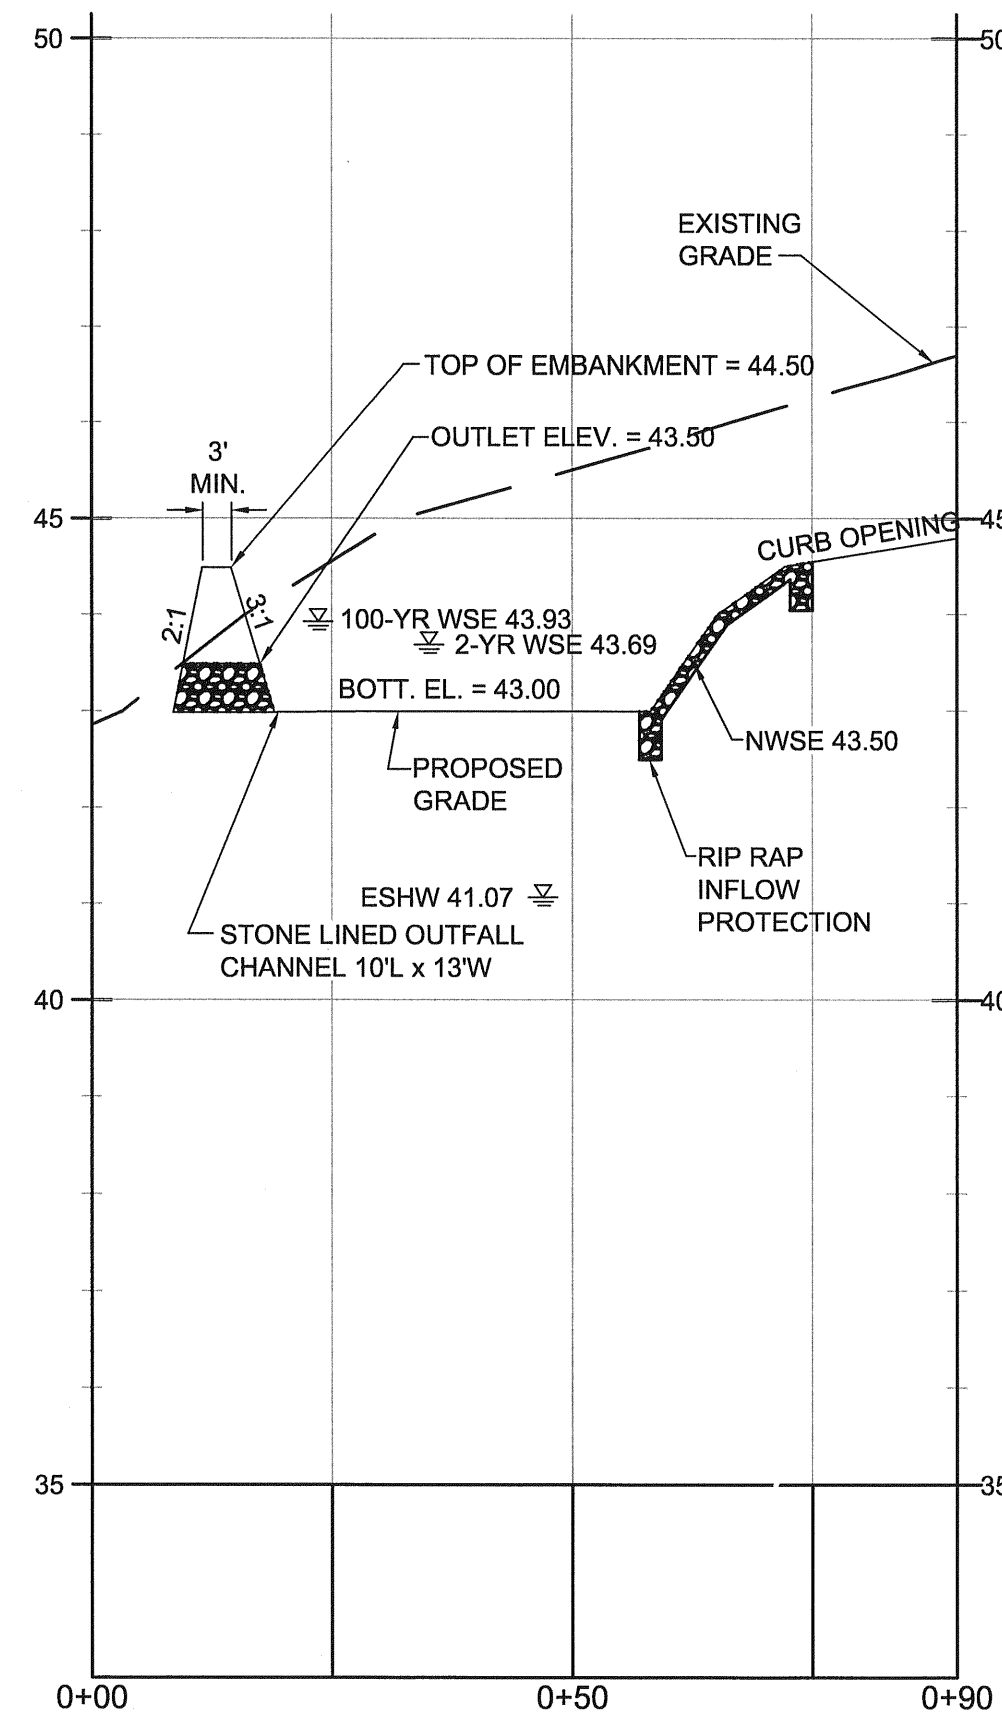 50
50
EXISTING
GRADE
TOP OF EMBANKMENT = 44.50
OUTLET ELEV. = 43.50
3'
MIN.
45
45
CURB OPENING
2:1
3:1
100-YR WSE 43.93
2-YR WSE 43.69
BOTT. EL. = 43.00
NWSE 43.50
PROPOSED
GRADE
RIP RAP
INFLOW
PROTECTION
ESHW 41.07
STONE LINED OUTFALL
CHANNEL 10'L x 13'W
40
40
35
35
0+00
0+50
0+90